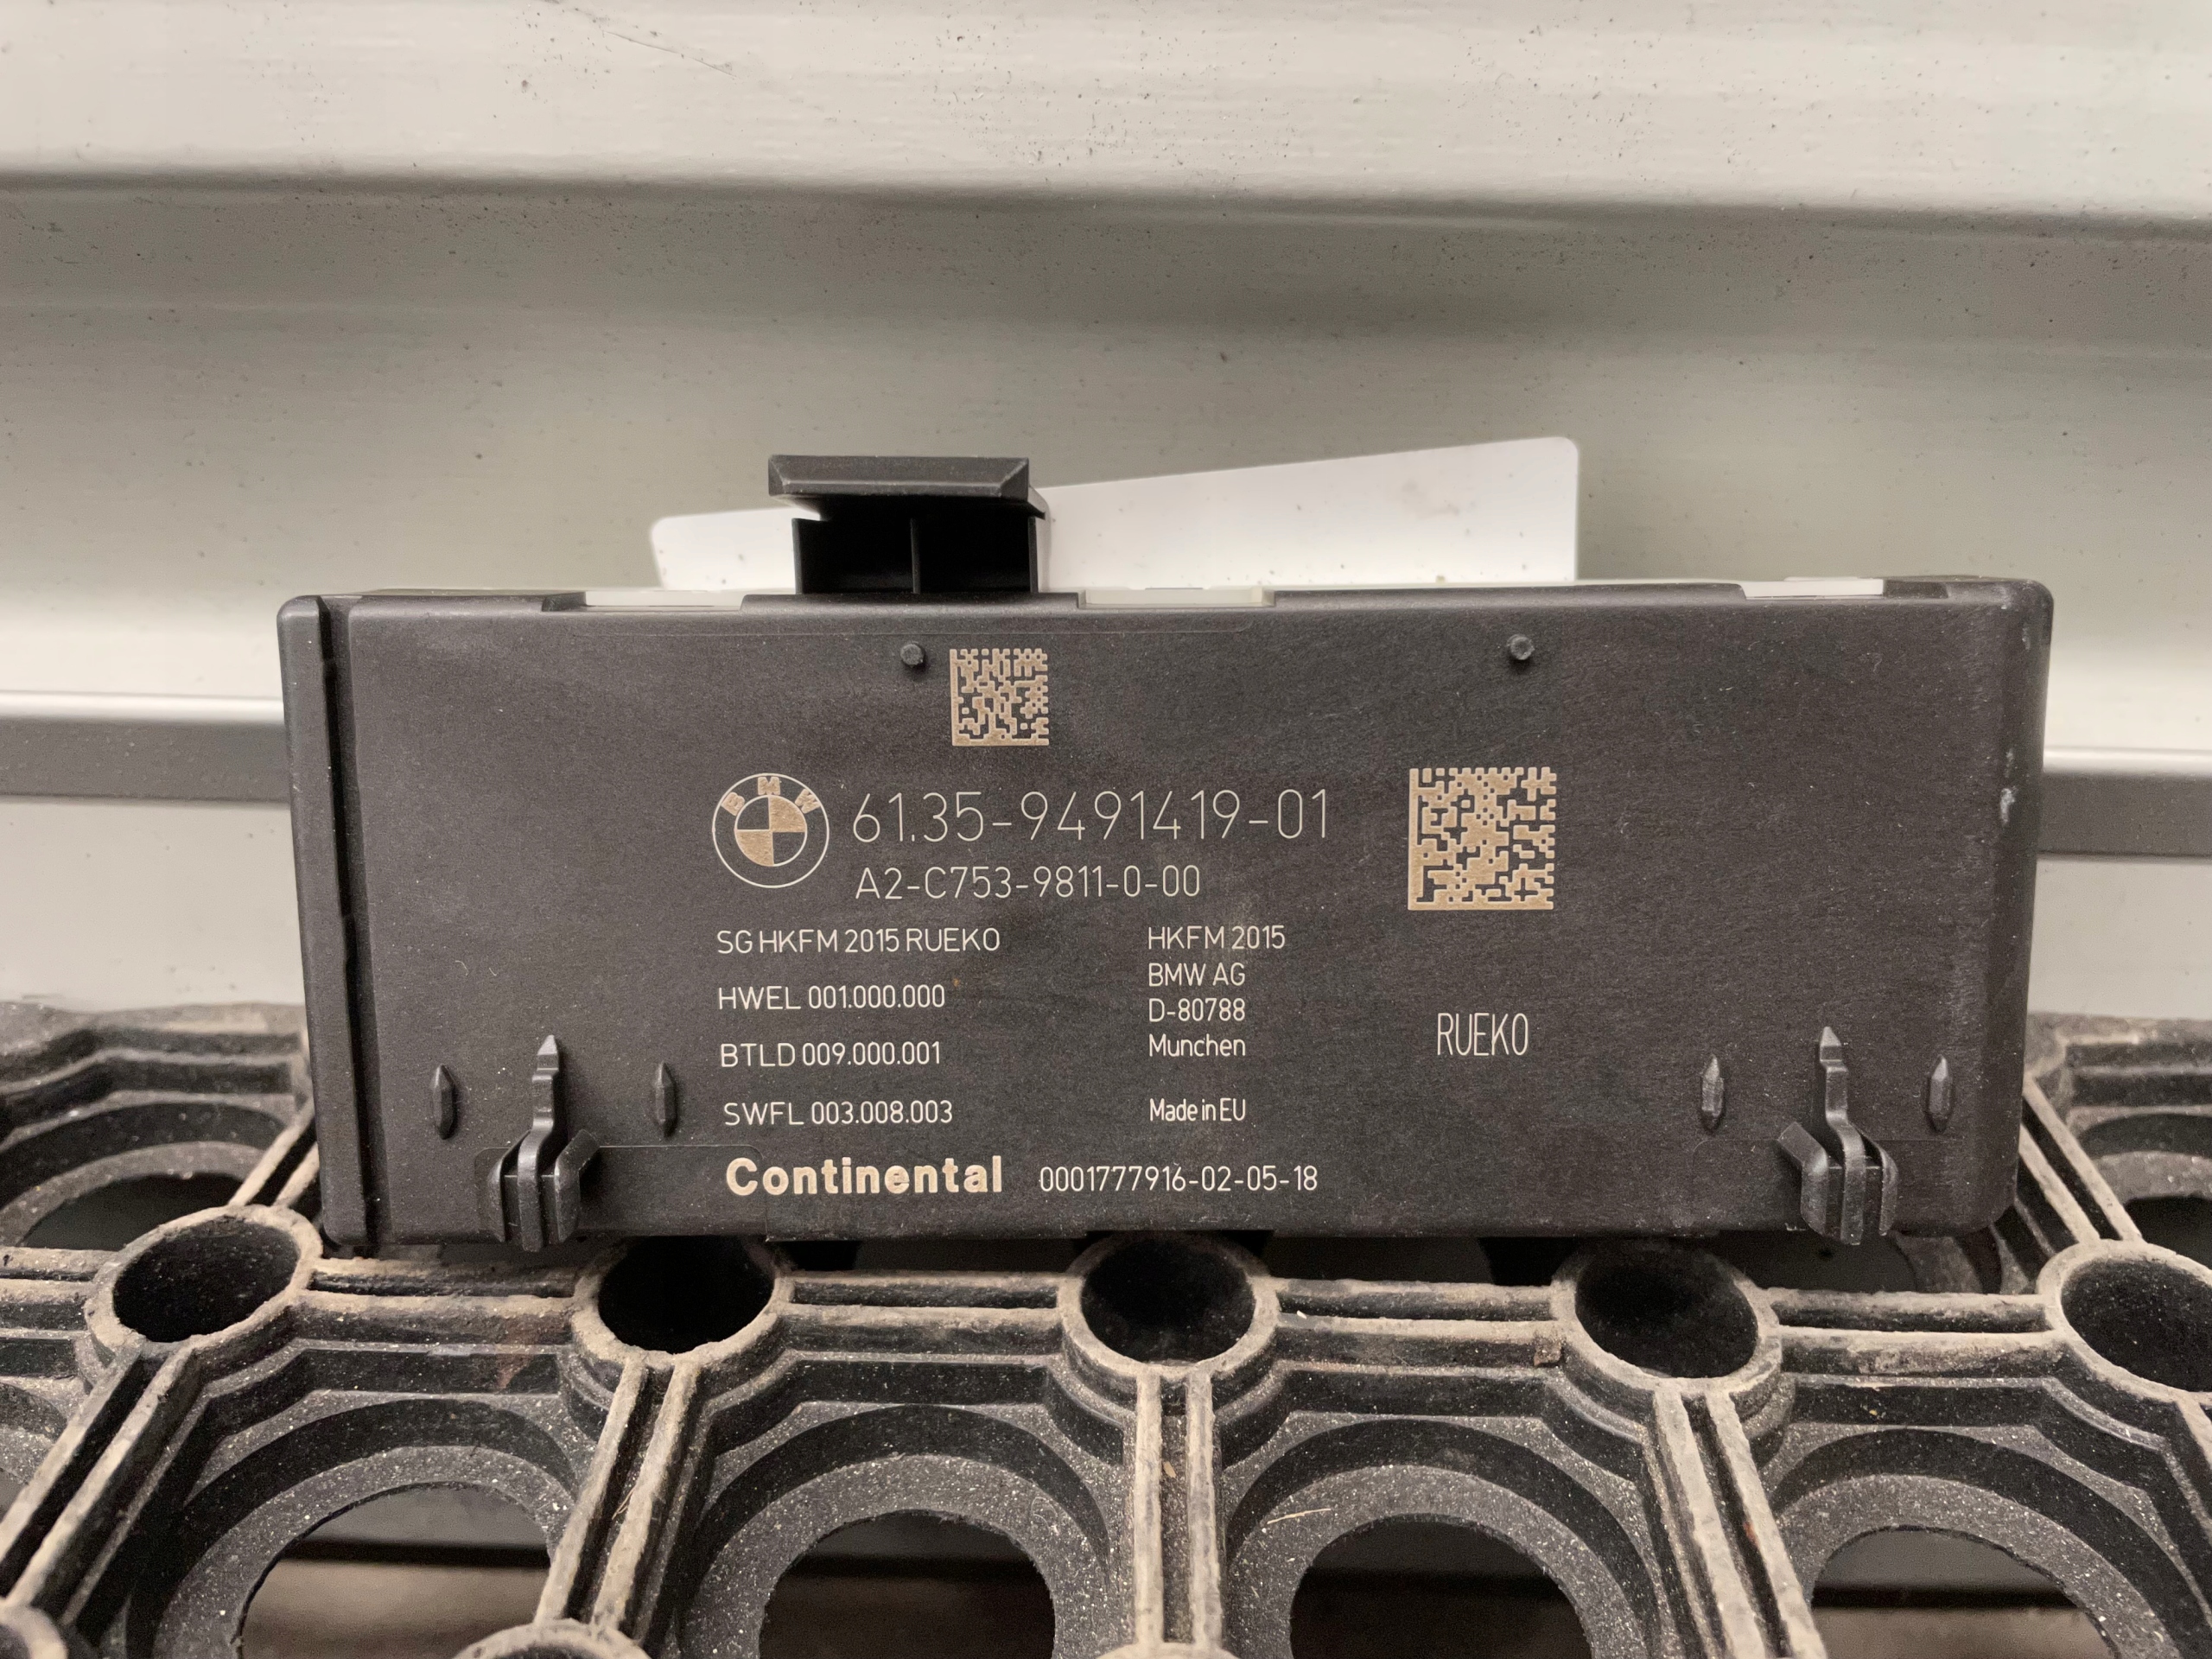 BMW
61.35-9491419-01
A2-C753-9811-0-00
SG HKFM 2015 RUEKO
HWEL 001.000.000
BTLD 009.000.001
SWFL 003.008.003
HKFM 2015
BMW AG
D-80788
Munchen
Made in EU
RUEKO
Continental 0001777916-02-05-18